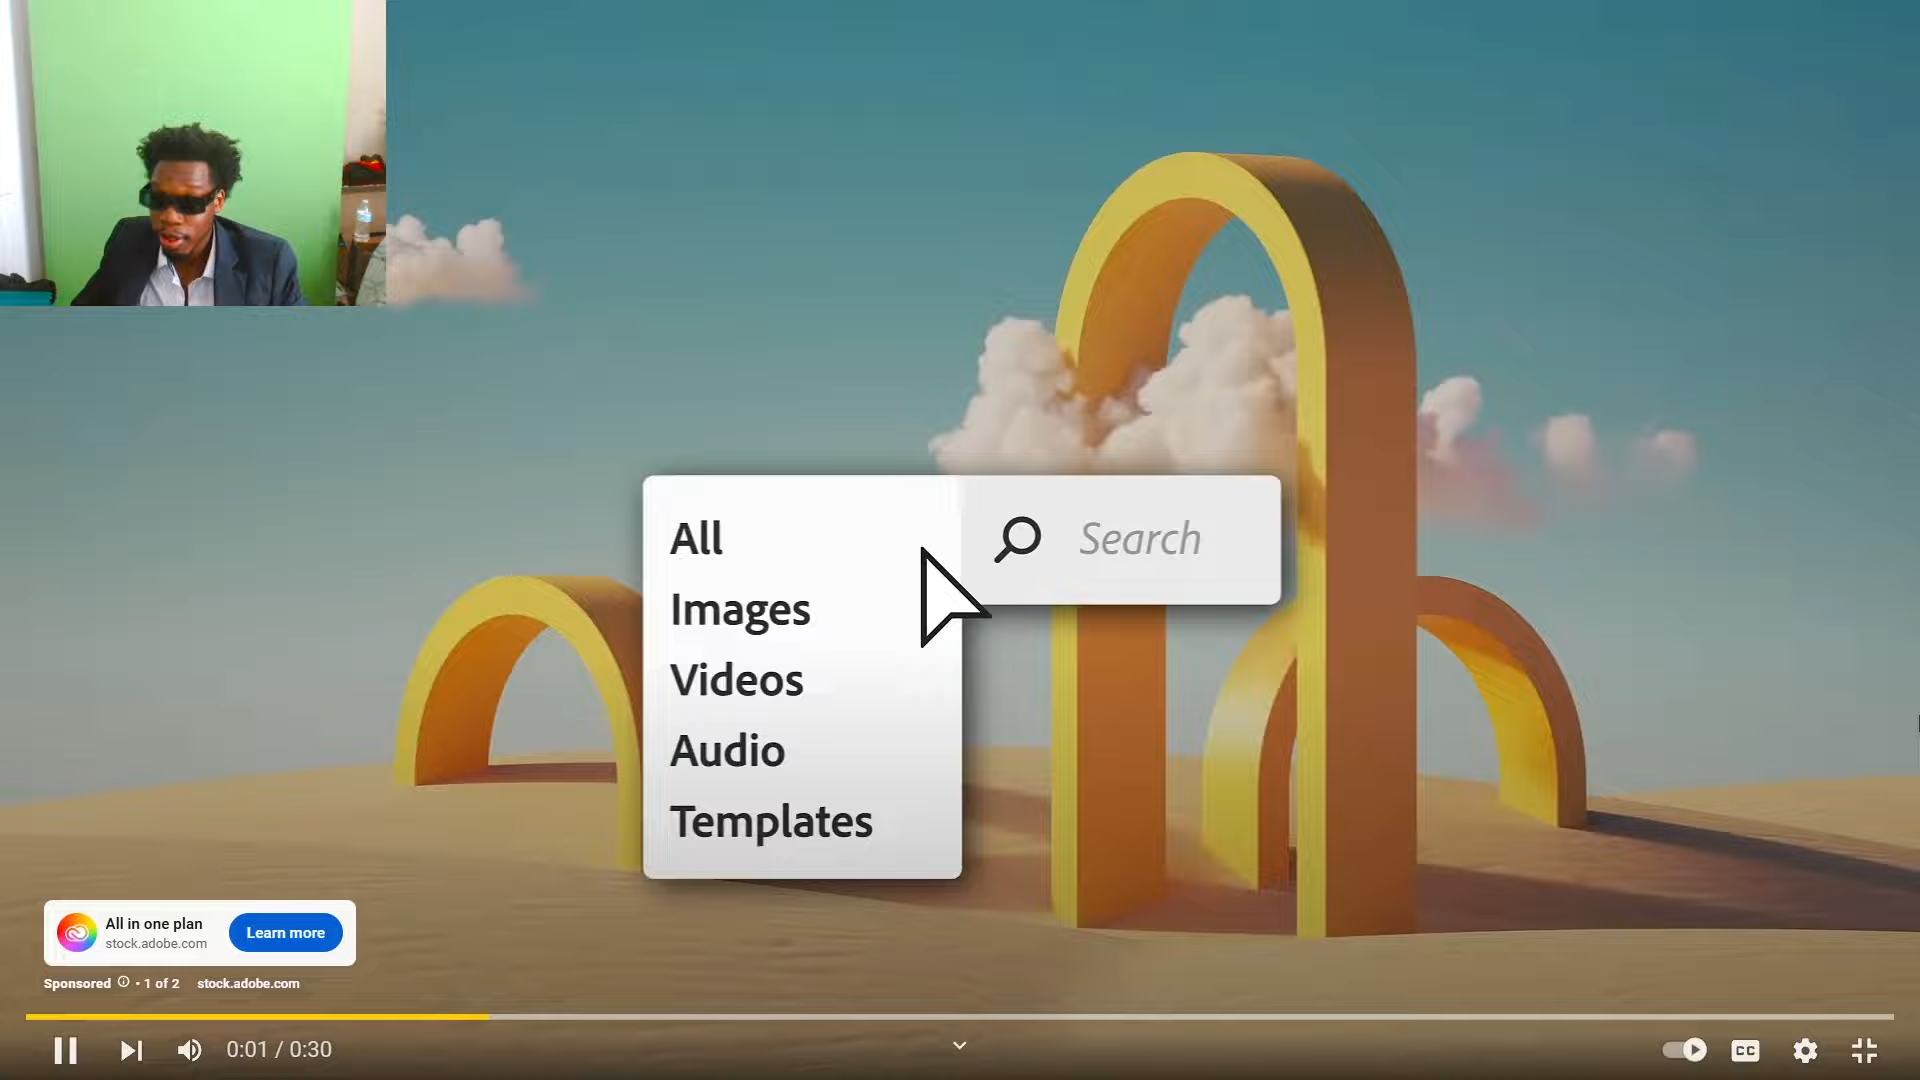 All
Search
Images
Videos
Audio
Templates
All in one plan
stock.adobe.com
Learn more
Sponsored • 1 of 2 stock.adobe.com
0:01 / 0:30
CC